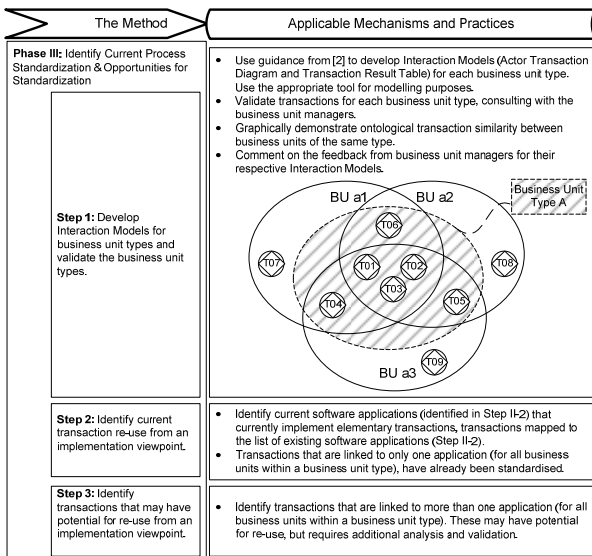 The Method
Applicable Mechanisms and Practices
Phase III: Identify Current Process
Standardization & Opportunities for
Standardization
Step 1: Develop
Interaction Models for
business unit types and
validate the business unit
types.
• Use guidance from [2] to develop Interaction Models (Actor Transaction
Diagram and Transaction Result Table) for each business unit type.
Use the appropriate tool for modelling purposes.
• Validate transactions for each business unit type, consulting with the
business unit managers.
• Graphically demonstrate ontological transaction similarity between
business units of the same type.
• Comment on the feedback from business unit managers for their
respective Interaction Models.
BU a1
BU a2
Business Unit
Type A
T06
T07
T01
T02
T08
T03
T04
T05
T09
BU a3
Step 2: Identify current
transaction re-use from an
implementation viewpoint.
• Identify current software applications (identified in Step II-2) that
currently implement elementary transactions, transactions mapped to
the list of existing software applications (Step II-2).
• Transactions that are linked to only one application (for all business
units within a business unit type), have already been standardised.
Step 3: Identify
transactions that may have
potential for re-use from an
implementation viewpoint.
• Identify transactions that are linked to more than one application (for all
business units within a business unit type). These may have potential
for re-use, but requires additional analysis and validation.